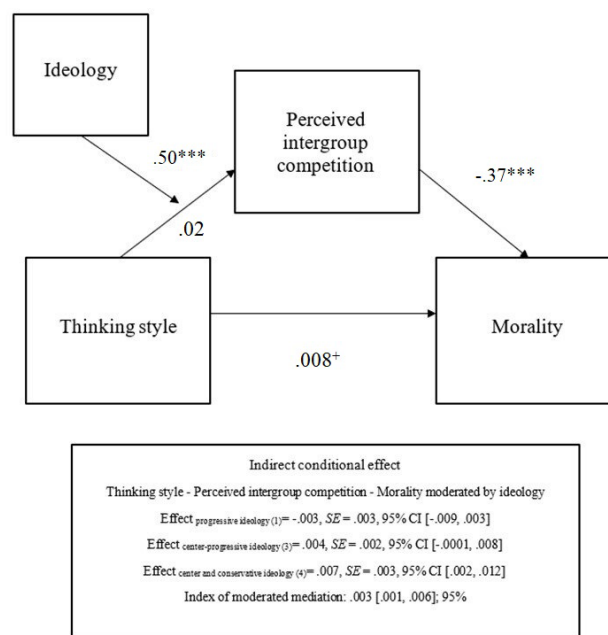 Ideology
Perceived
intergroup
competition
.50***
-.37***
.02
Thinking style
Morality
.008+
Indirect conditional effect
Thinking style - Perceived intergroup competition - Morality moderated by ideology
Effect progressive ideology (1)= -.003, SE = .003, 95% CI [-.009, .003]
Effect center-progressive ideology (3)= .004, SE = .002, 95% CI [-.0001, .008]
Effect center and conservative ideology (4)= .007, SE = .003, 95% CI [.002, .012]
Index of moderated mediation: .003 [.001, .006]; 95%